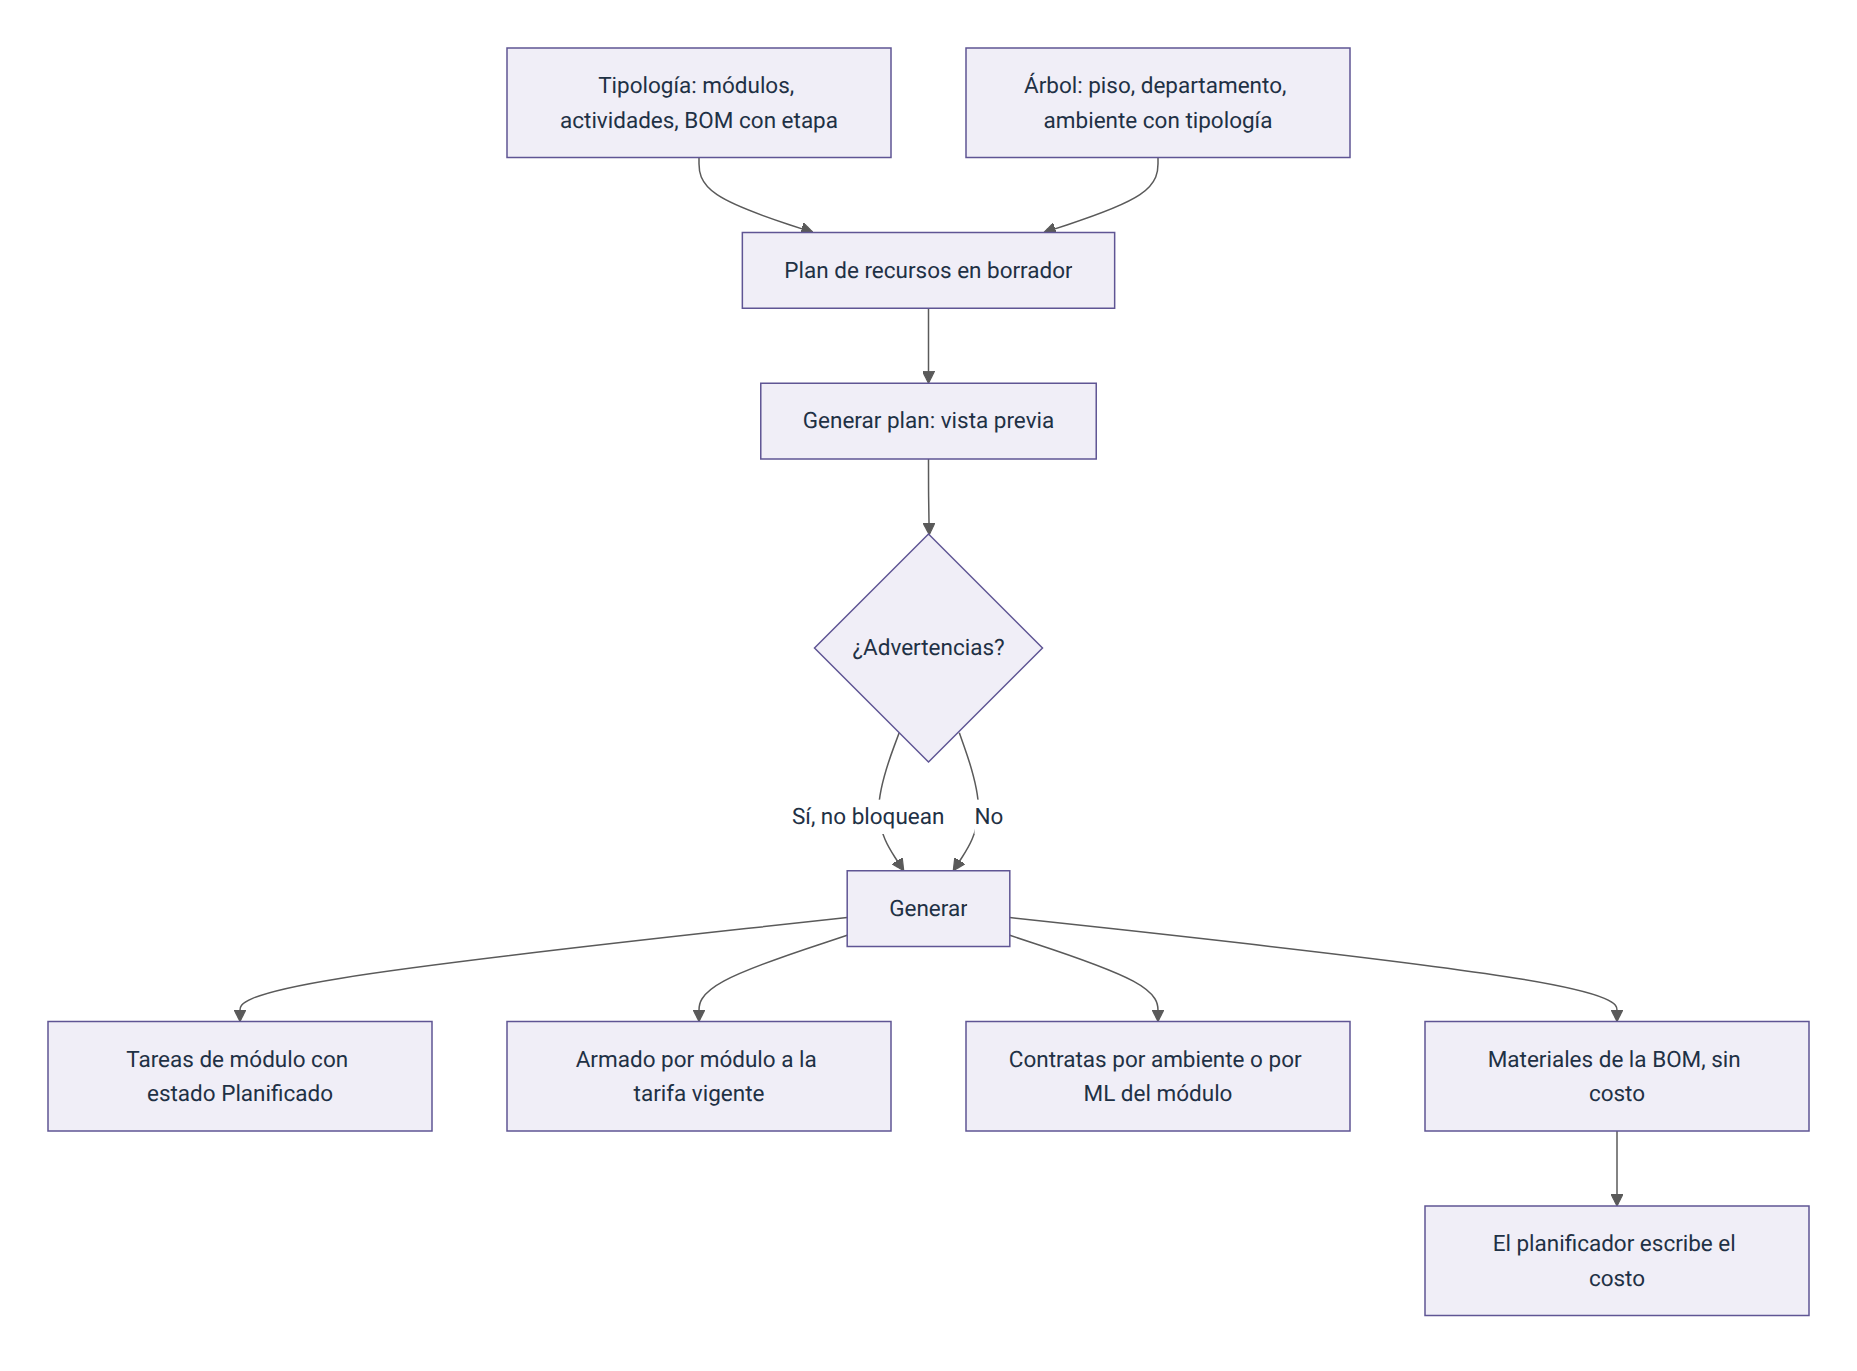 Tipología: módulos,
actividades, BOM con etapa
Árbol: piso, departamento,
ambiente con tipología
Plan de recursos en borrador
Generar plan: vista previa
¿Advertencias?
Sí, no bloquean
No
Generar
Tareas de módulo con
estado Planificado
Armado por módulo a la
tarifa vigente
Contratas por ambiente o por
ML del módulo
Materiales de la BOM, sin
costo
El planificador escribe el
costo